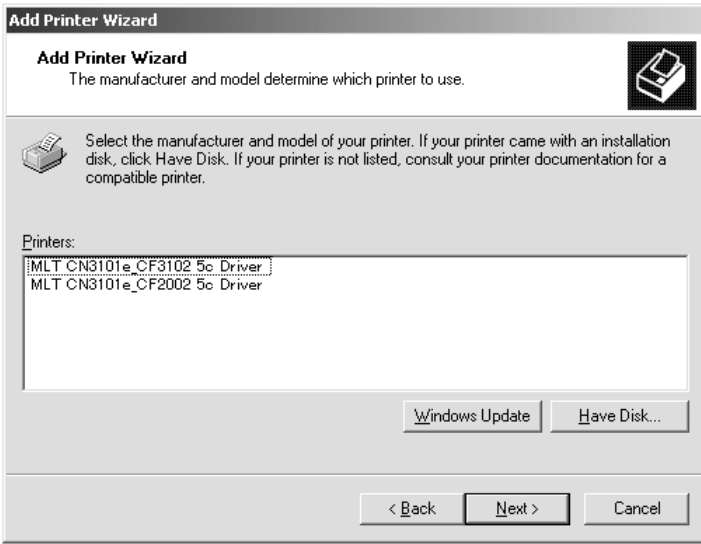 Add Printer Wizard
Add Printer Wizard
The manufacturer and model determine which printer to use.
Select the manufacturer and model of your printer. If your printer came with an installation
disk, click Have Disk. If your printer is not listed, consult your printer documentation for a
compatible printer.
Printers:
MLT CN3101e_CF3102 5c Driver
MLT CN3101e_CF2002 5c Driver
Windows Update
Have Disk...
< Back
Next >
Cancel